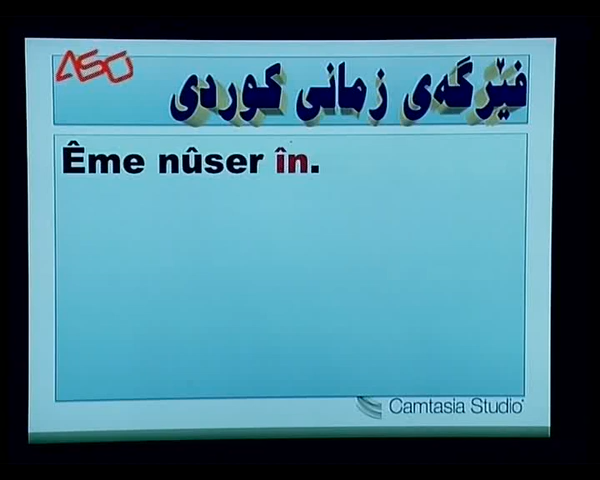 ASO
فێرگەی زمانی کوردی
Ême nûser în.
Camtasia Studio